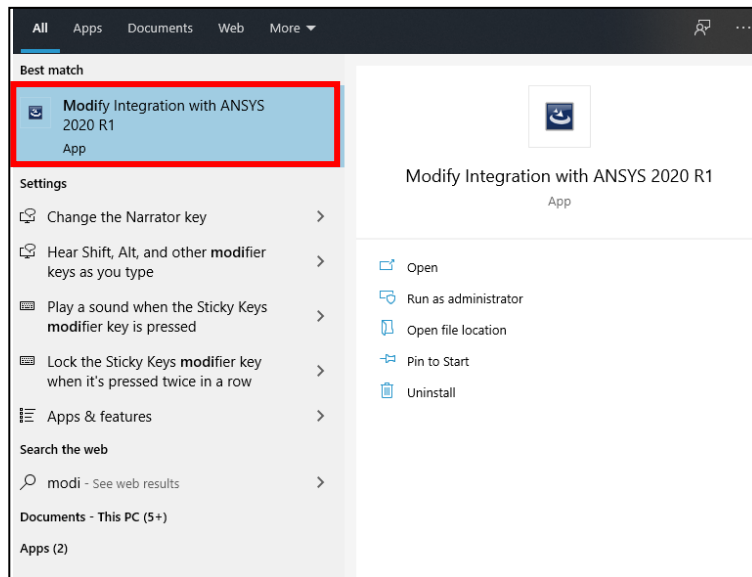 All Apps Documents Web More
Best match
Modify Integration with ANSYS
2020 R1
App
Settings
Change the Narrator key
Hear Shift, Alt, and other modifier
keys as you type
Play a sound when the Sticky Keys
modifier key is pressed
Lock the Sticky Keys modifier key
when it's pressed twice in a row
Apps & features
Search the web
modi - See web results
Documents - This PC (5+)
Apps (2)
Modify Integration with ANSYS 2020 R1
App
Open
Run as administrator
Open file location
Pin to Start
Uninstall